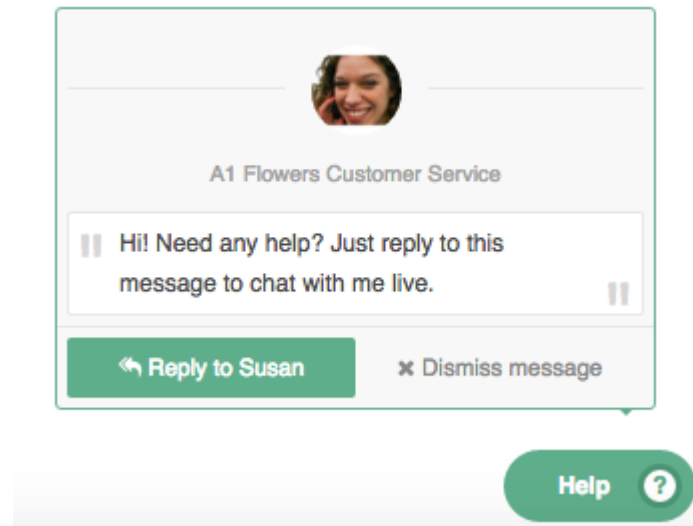 A1 Flowers Customer Service
" Hi! Need any help? Just reply to this
message to chat with me live. "
Reply to Susan
✖ Dismiss message
Help ?